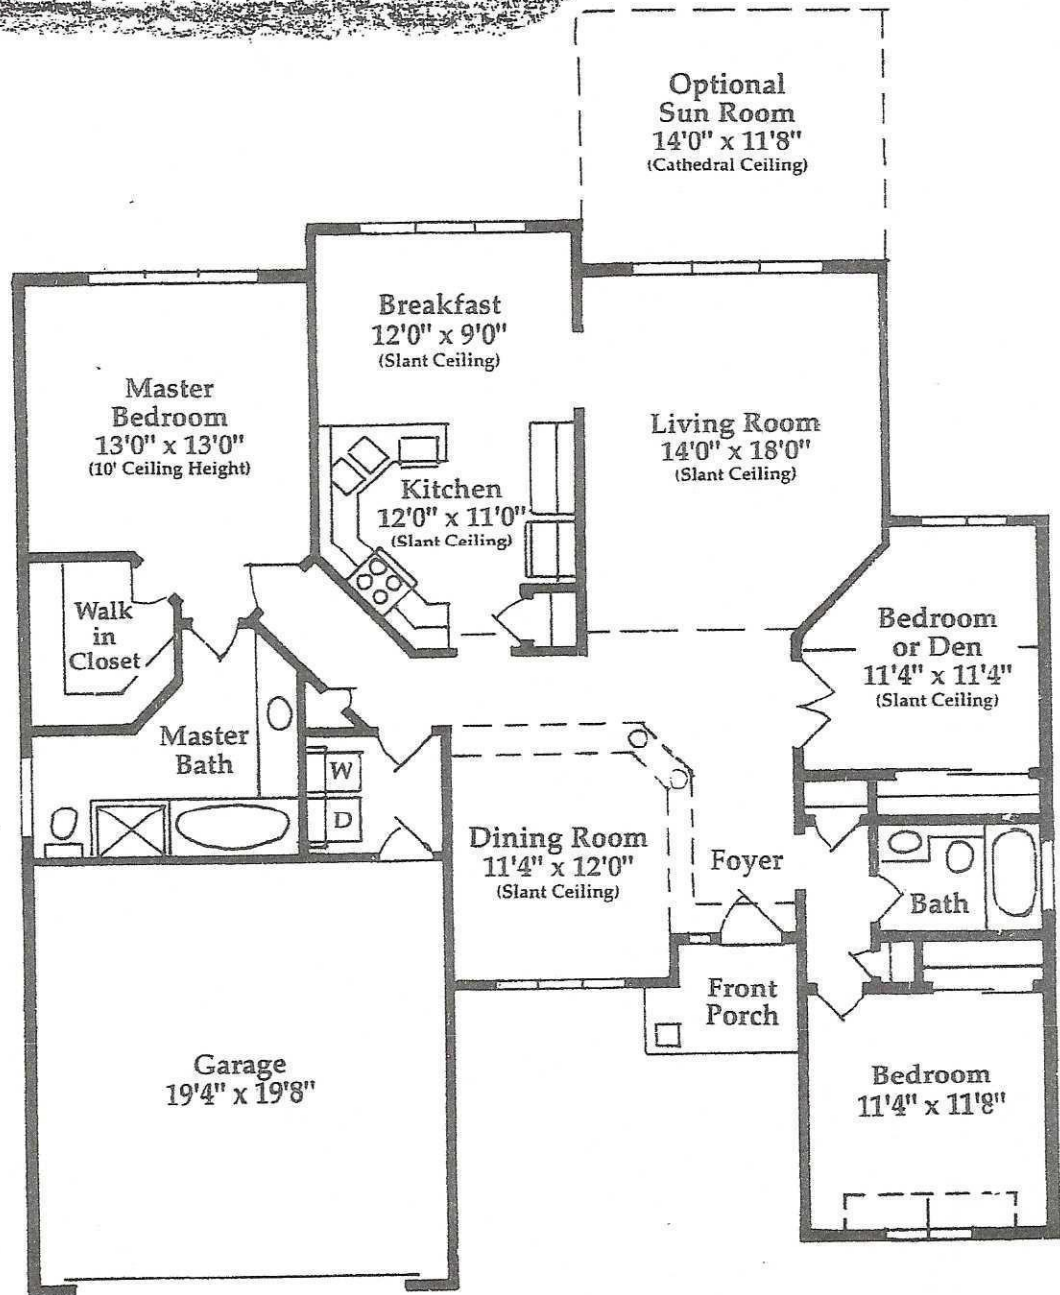 Optional
Sun Room
14'0" x 11'8"
(Cathedral Ceiling)
Breakfast
12'0" x 9'0"
(Slant Ceiling)
Master
Bedroom
13'0" x 13'0"
(10' Ceiling Height)
Living Room
14'0" x 18'0"
(Slant Ceiling)
Kitchen
12'0" x 11'0"
(Slant Ceiling)
Walk
in
Closet
Bedroom
or Den
11'4" x 11'4"
(Slant Ceiling)
Master
Bath
W
D
Dining Room
11'4" x 12'0"
(Slant Ceiling)
Foyer
Bath
Front
Porch
Garage
19'4" x 19'8"
Bedroom
11'4" x 11'8"